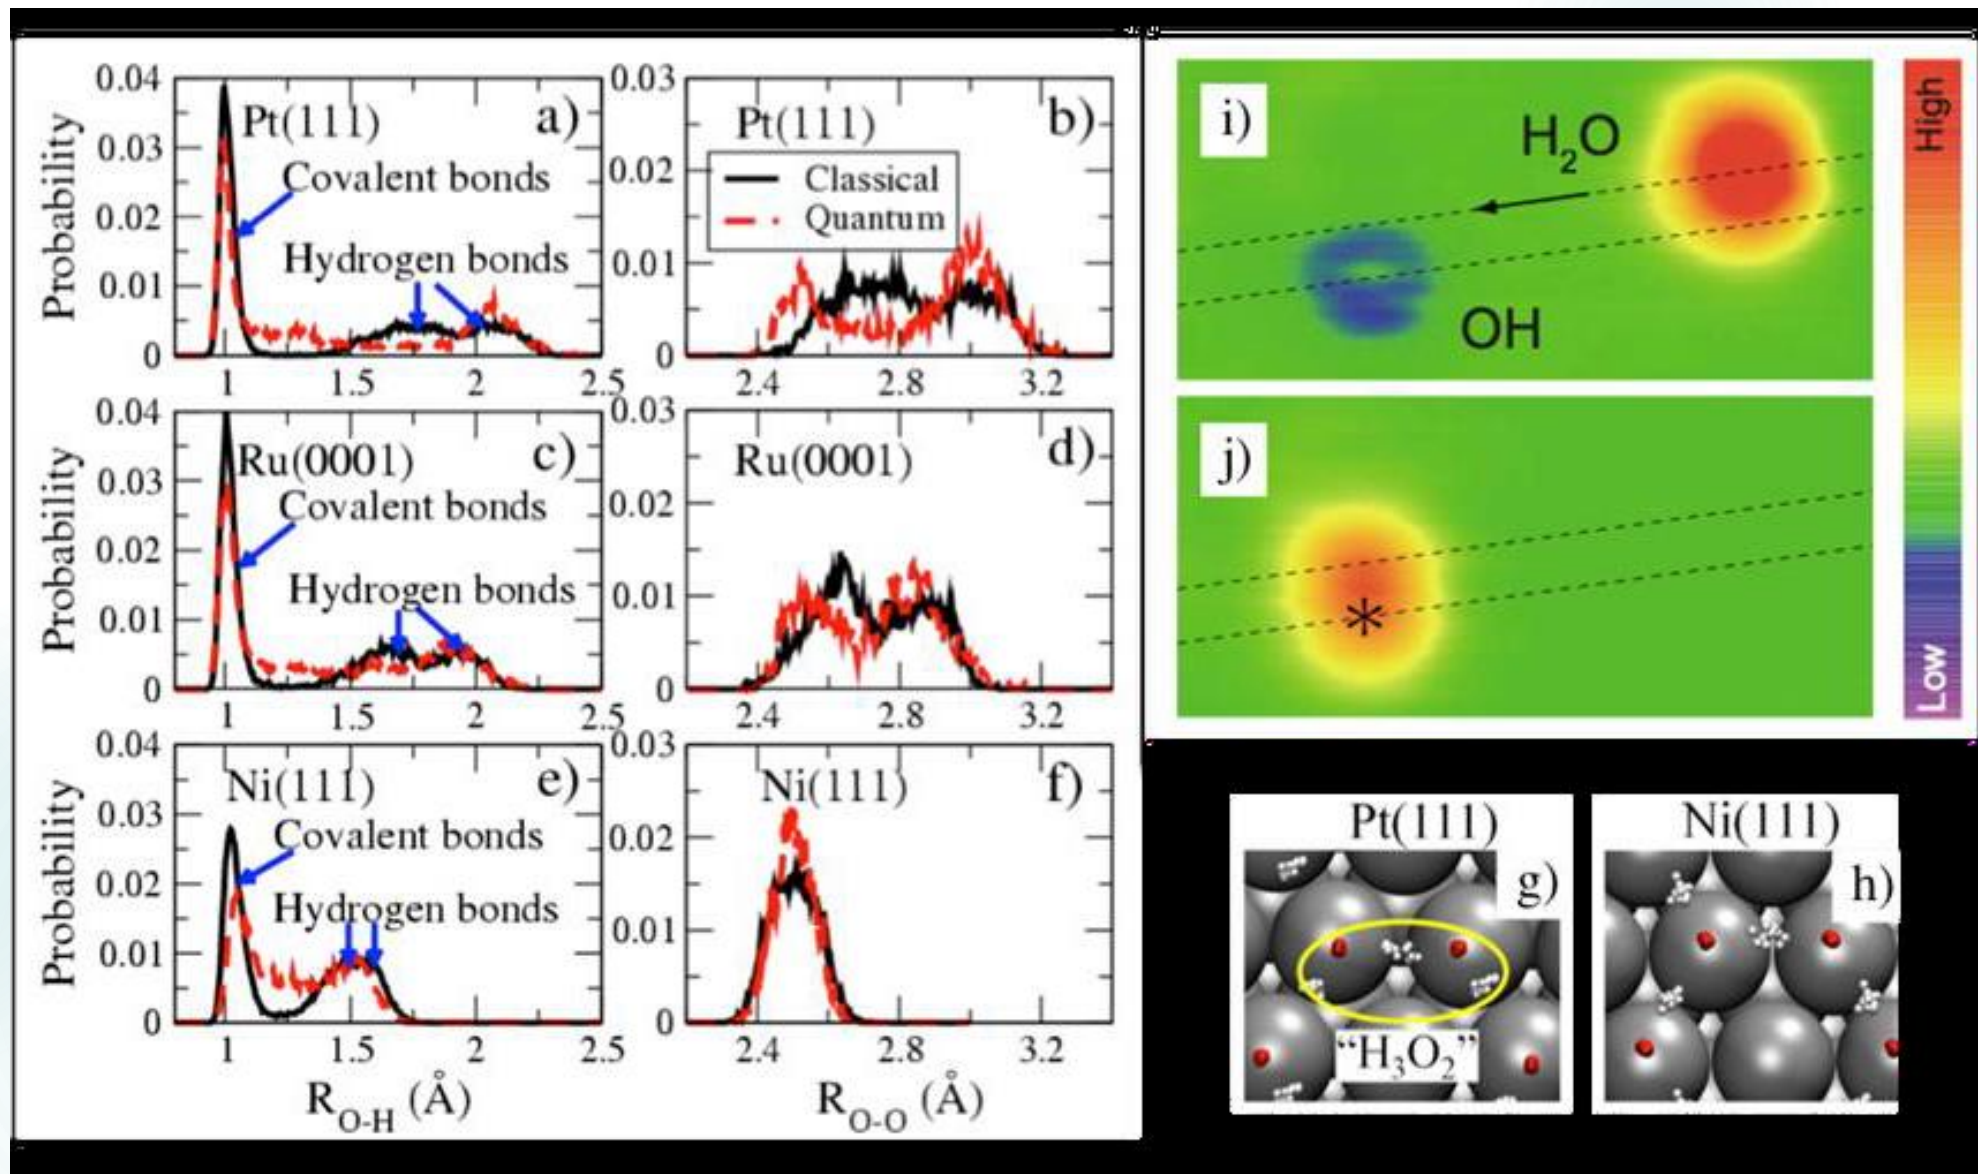 0.04
0.03
0.02
0.01
0
Probability
Pt(111)
a)
Covalent bonds
Hydrogen bonds
1 1.5 2 2.5
0.03
0.02
0.01
0
Pt(111)
b)
Classical
Quantum
2.4 2.8 3.2
0.04
0.03
0.02
0.01
0
Probability
Ru(0001)
c)
Covalent bonds
Hydrogen bonds
1 1.5 2 2.5
0.03
0.02
0.01
0
Ru(0001)
d)
2.4 2.8 3.2
0.04
0.03
0.02
0.01
0
Probability
Ni(111)
e)
Covalent bonds
Hydrogen bonds
1 1.5 2 2.5
R_O-H (Å)
0.03
0.02
0.01
0
Ni(111)
f)
2.4 2.8 3.2
R_O-O (Å)
i)
H₂O
OH
j)
*
High
Low
Pt(111)
g)
“H₃O₂”
Ni(111)
h)